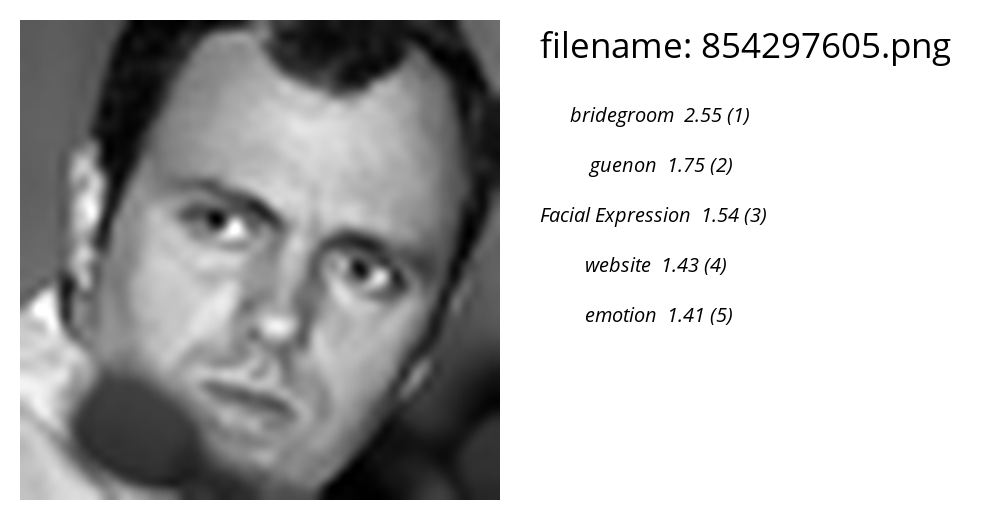 filename: 854297605.png
bridegroom 2.55 (1)
guenon 1.75 (2)
Facial Expression 1.54 (3)
website 1.43 (4)
emotion 1.41 (5)